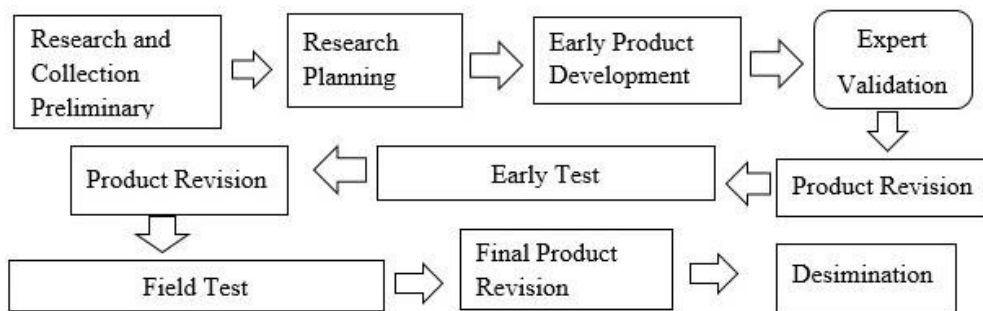 Research and
Collection
Preliminary
Research
Planning
Early Product
Development
Expert
Validation
Product Revision
Early Test
Product Revision
Field Test
Final Product
Revision
Desimination